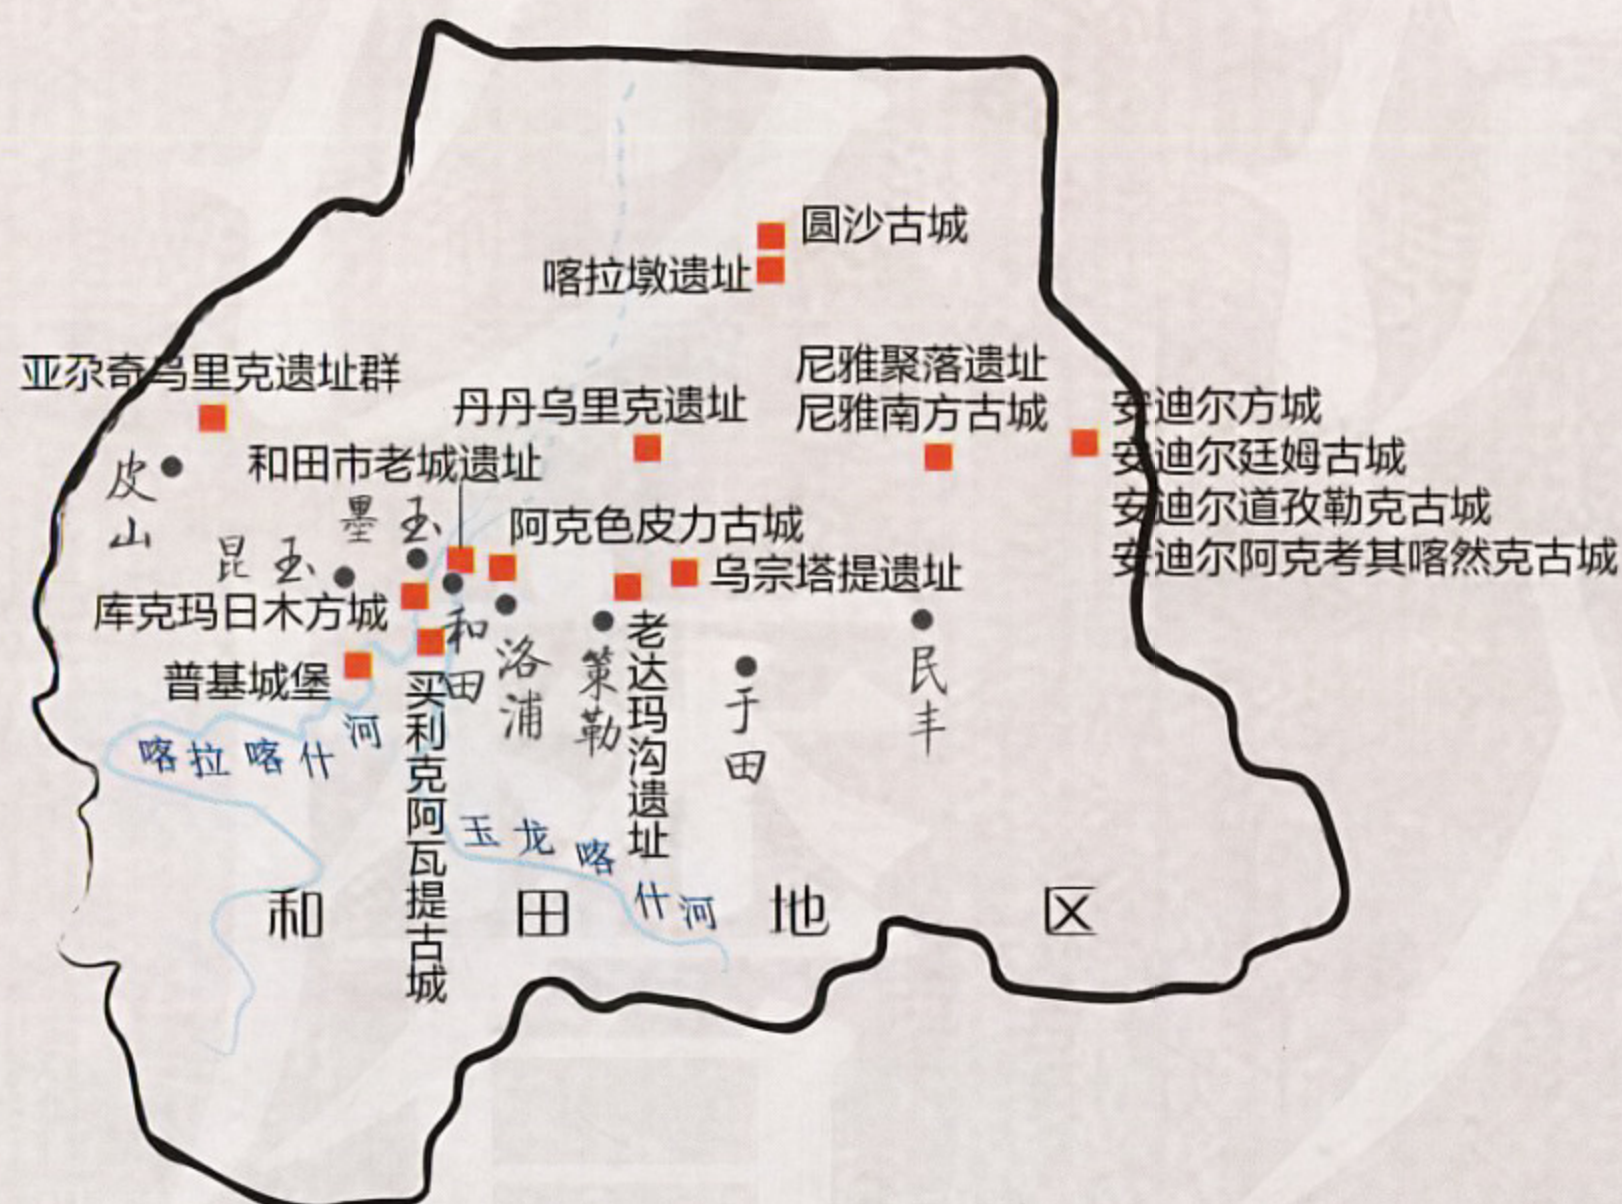 圆沙古城
喀拉墩遗址
亚尕奇乌里克遗址群
丹丹乌里克遗址
尼雅聚落遗址
尼雅南方古城
安迪尔方城
安迪尔廷姆古城
安迪尔道孜勒克古城
安迪尔阿克考其喀然克古城
皮山
和田市老城遗址
墨玉
昆玉
阿克色皮力古城
乌宗塔提遗址
库克玛日木方城
和田
洛浦
策勒
老达玛沟遗址
于田
民丰
普基城堡
买利克阿瓦提古城
喀拉喀什河
玉龙喀什河
和田地区